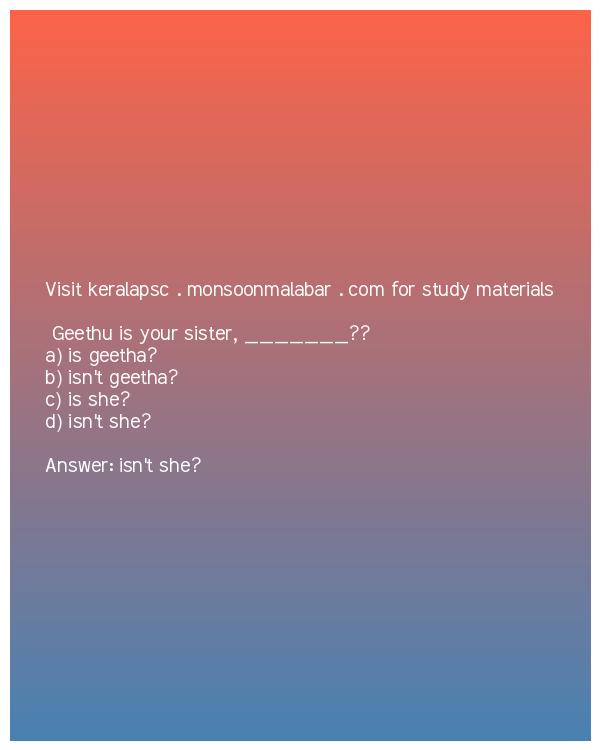 Visit keralapsc . monsoonmalabar . com for study materials
Geethu is your sister, _______??
a) is geetha?
b) isn't geetha?
c) is she?
d) isn't she?
Answer: isn't she?